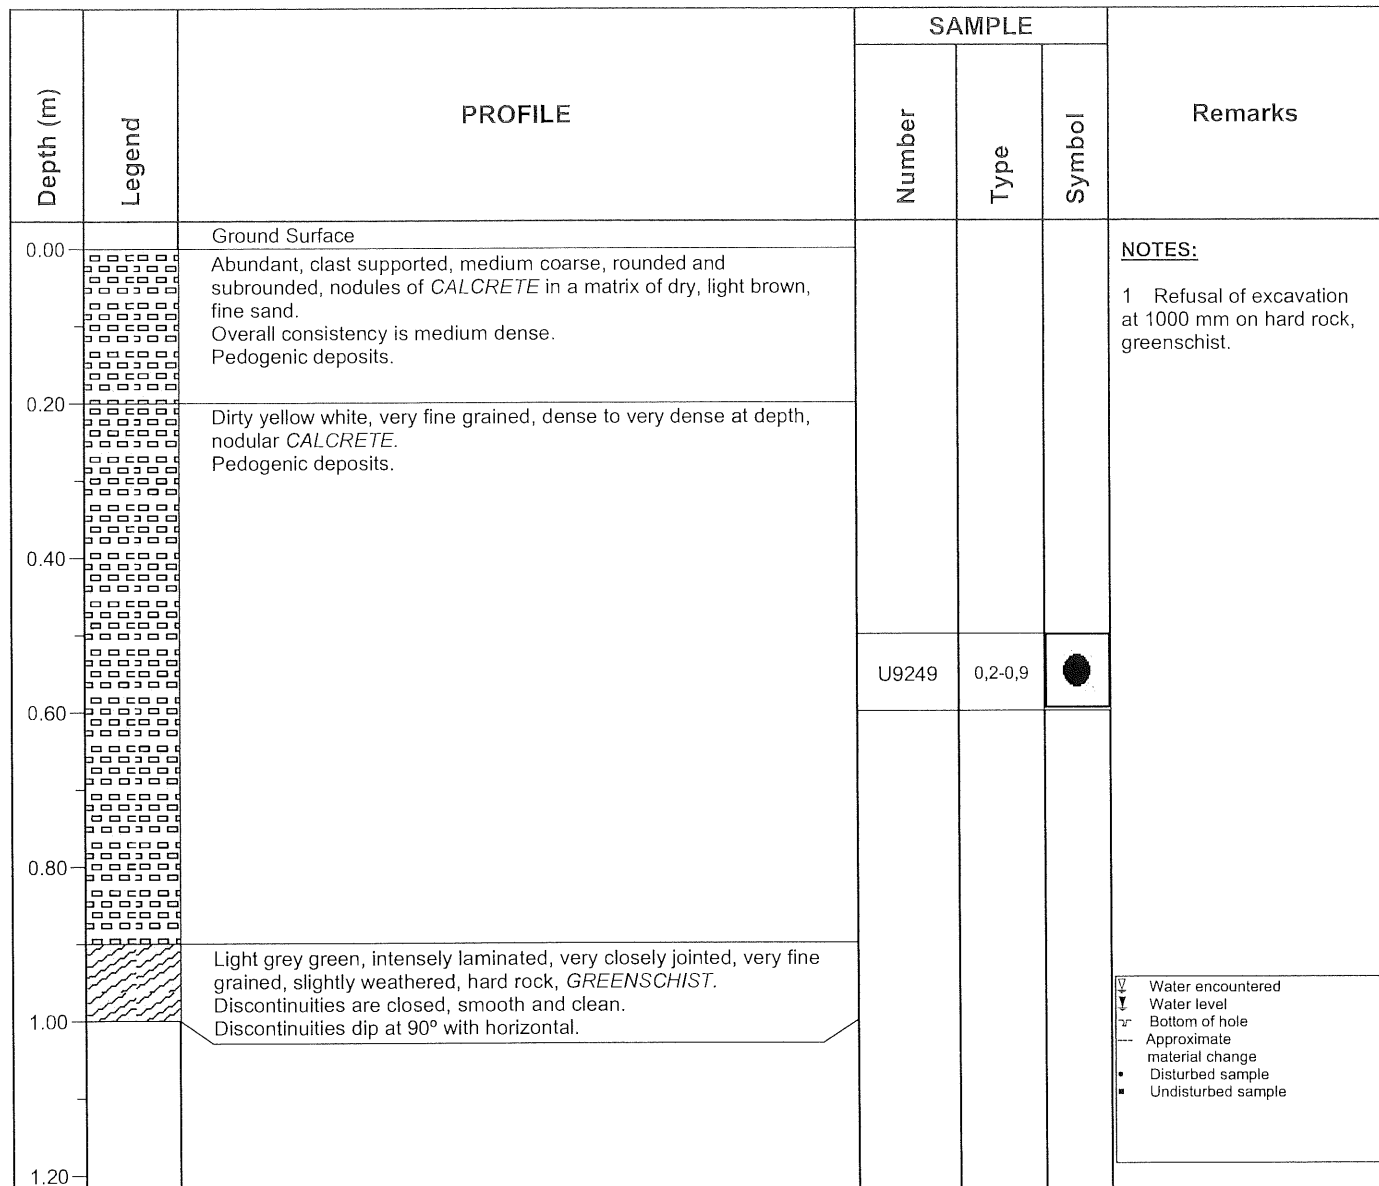 SAMPLE
Depth (m)
Legend
PROFILE
Number
Type
Symbol
Remarks
Ground Surface
0.00
Abundant, clast supported, medium coarse, rounded and
subrounded, nodules of CALCRETE in a matrix of dry, light brown,
fine sand.
Overall consistency is medium dense.
Pedogenic deposits.
NOTES:
1 Refusal of excavation
at 1000 mm on hard rock,
greenschist.
0.20
Dirty yellow white, very fine grained, dense to very dense at depth,
nodular CALCRETE.
Pedogenic deposits.
0.40
U9249 0,2-0,9
0.60
0.80
Light grey green, intensely laminated, very closely jointed, very fine
grained, slightly weathered, hard rock, GREENSCHIST.
Discontinuities are closed, smooth and clean.
Discontinuities dip at 90º with horizontal.
1.00
Water encountered
Water level
Bottom of hole
Approximate
material change
Disturbed sample
Undisturbed sample
1.20